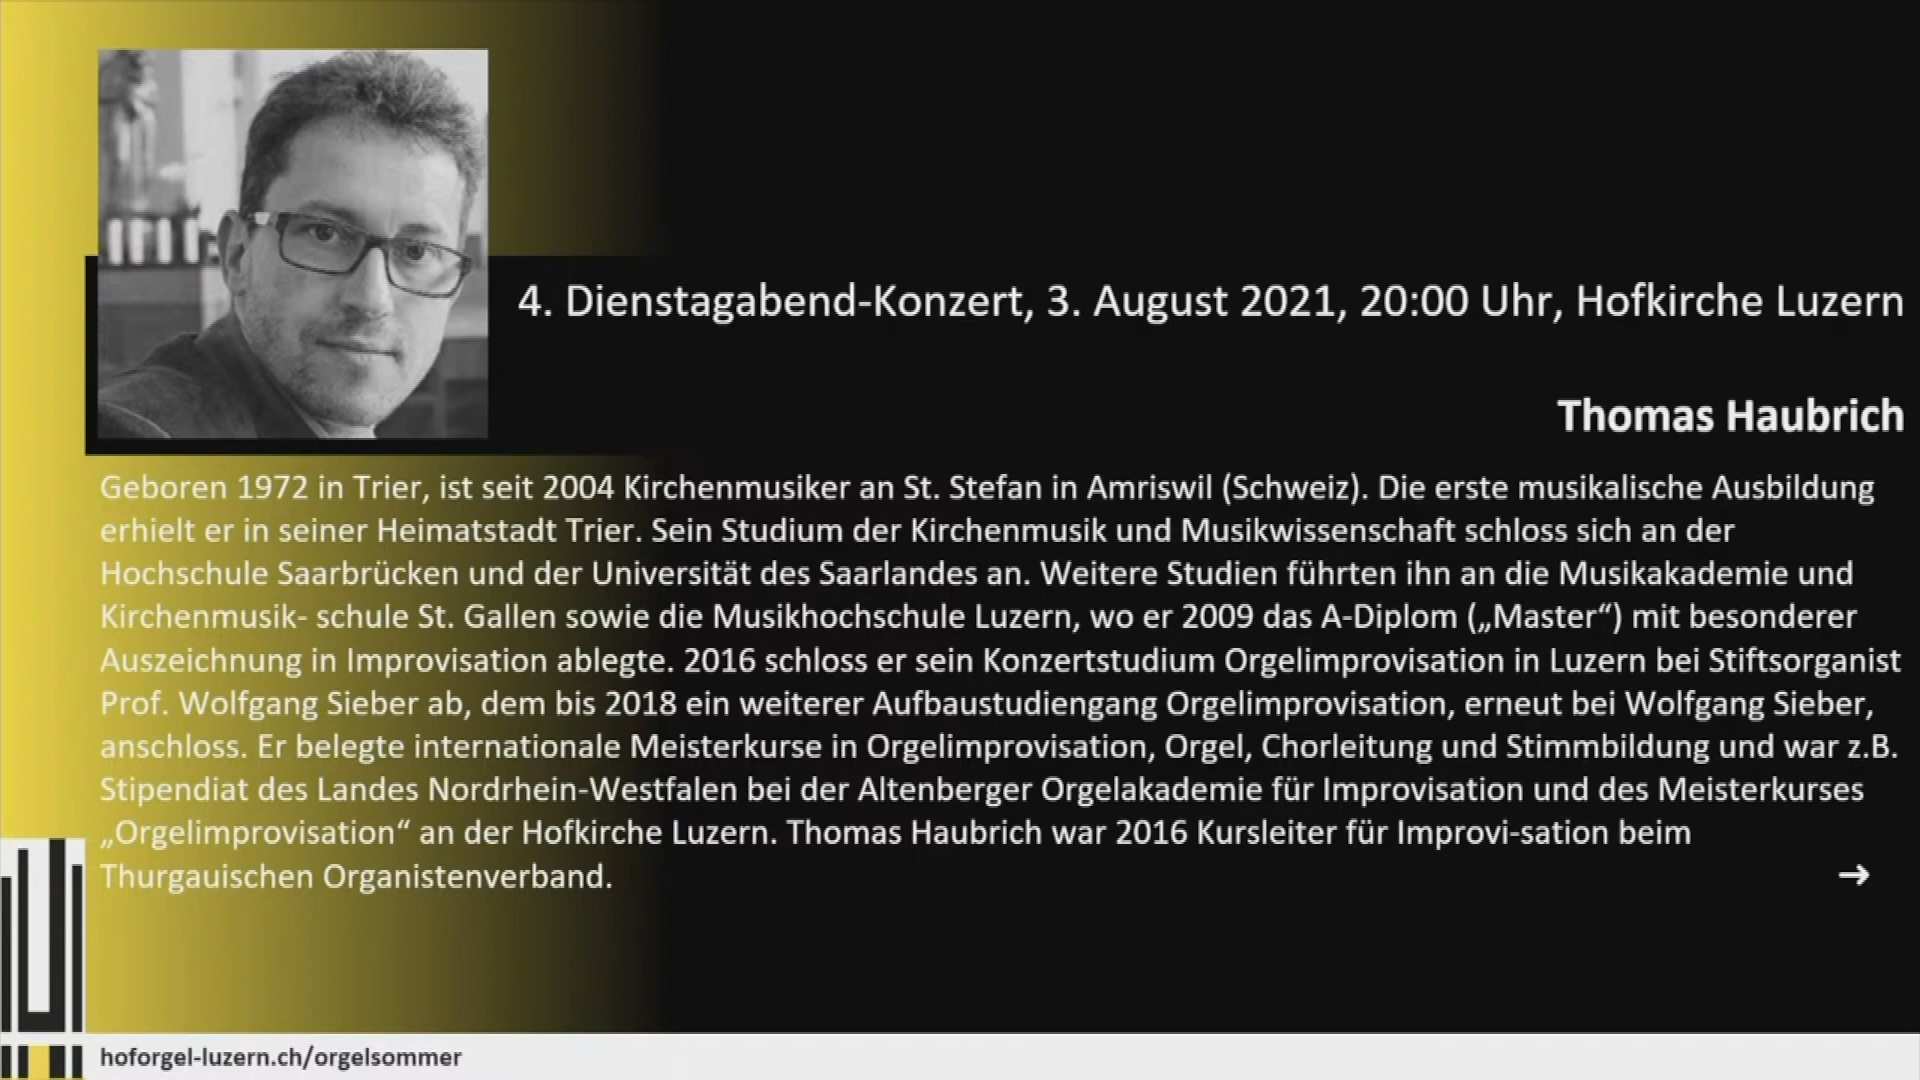 4. Dienstagabend-Konzert, 3. August 2021, 20:00 Uhr, Hofkirche Luzern
Thomas Haubrich
Geboren 1972 in Trier, ist seit 2004 Kirchenmusiker an St. Stefan in Amriswil (Schweiz). Die erste musikalische Ausbildung
erhielt er in seiner Heimatstadt Trier. Sein Studium der Kirchenmusik und Musikwissenschaft schloss sich an der
Hochschule Saarbrücken und der Universität des Saarlandes an. Weitere Studien führten ihn an die Musikakademie und
Kirchenmusik- schule St. Gallen sowie die Musikhochschule Luzern, wo er 2009 das A-Diplom („Master“) mit besonderer
Auszeichnung in Improvisation ablegte. 2016 schloss er sein Konzertstudium Orgelimprovisation in Luzern bei Stiftsorganist
Prof. Wolfgang Sieber ab, dem bis 2018 ein weiterer Aufbaustudiengang Orgelimprovisation, erneut bei Wolfgang Sieber,
anschloss. Er belegte internationale Meisterkurse in Orgelimprovisation, Orgel, Chorleitung und Stimmbildung und war z.B.
Stipendiat des Landes Nordrhein-Westfalen bei der Altenberger Orgelakademie für Improvisation und des Meisterkurses
„Orgelimprovisation“ an der Hofkirche Luzern. Thomas Haubrich war 2016 Kursleiter für Improvi-sation beim
Thurgauischen Organistenverband. →
hoforgel-luzern.ch/orgelsommer